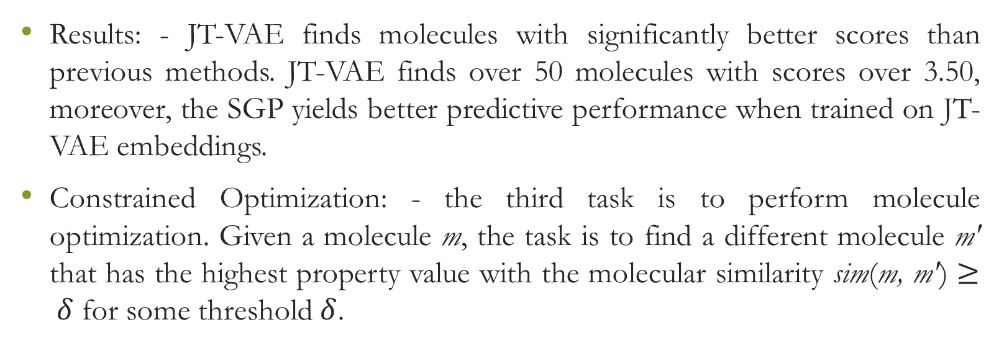 • Results: - JT-VAE finds molecules with significantly better scores than
previous methods. JT-VAE finds over 50 molecules with scores over 3.50,
moreover, the SGP yields better predictive performance when trained on JT-
VAE embeddings.
• Constrained Optimization: - the third task is to perform molecule
optimization. Given a molecule m, the task is to find a different molecule m′
that has the highest property value with the molecular similarity sim(m, m′) ≥
δ for some threshold δ.